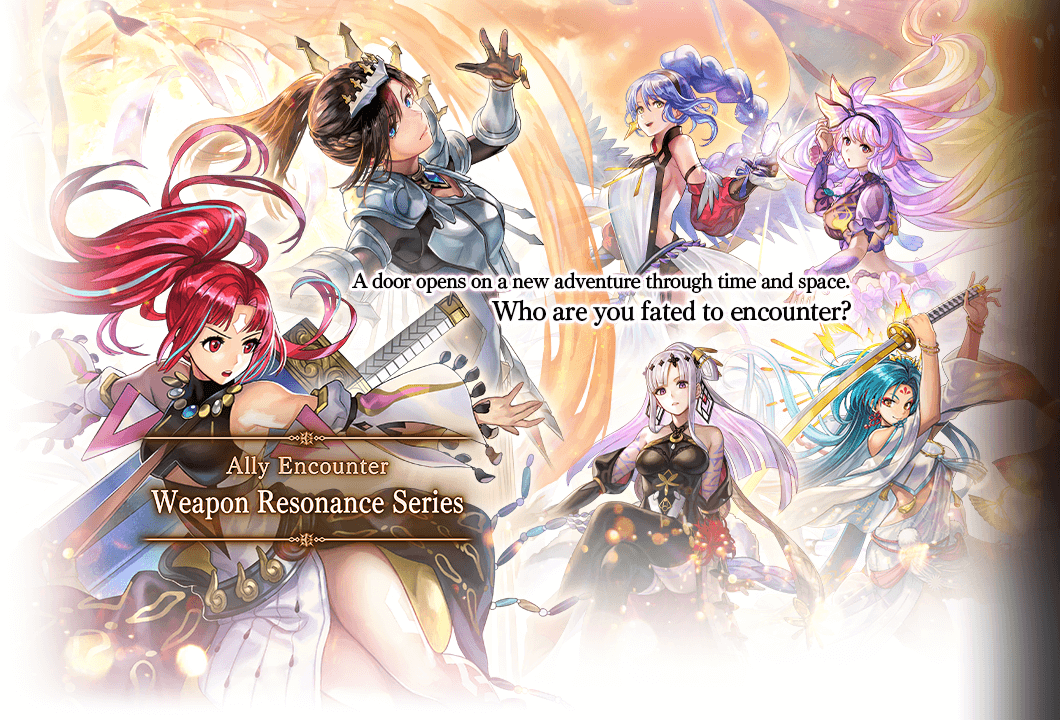 A door opens on a new adventure through time and space.
Who are you fated to encounter?
Ally Encounter
Weapon Resonance Series